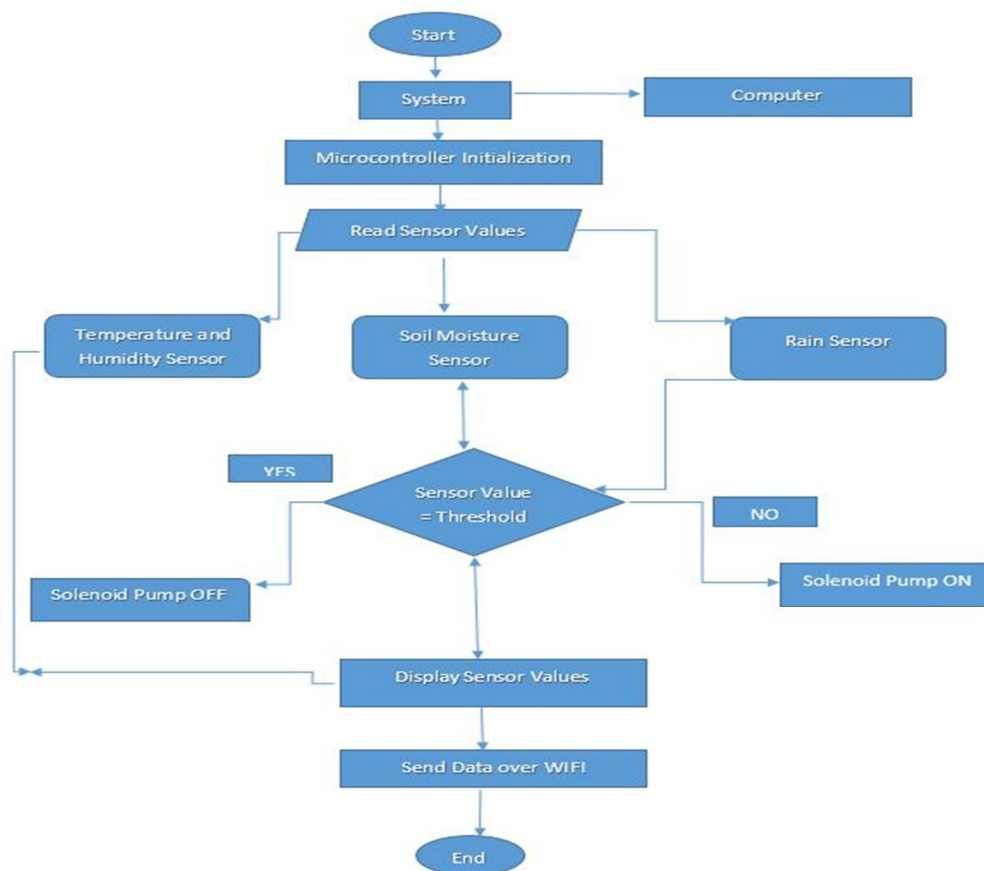 Start
System
Computer
Microcontroller Initialization
Read Sensor Values
Temperature and
Humidity Sensor
Soil Moisture
Sensor
Rain Sensor
YES
Sensor Value
= Threshold
NO
Solenoid Pump OFF
Solenoid Pump ON
Display Sensor Values
Send Data over WIFI
End